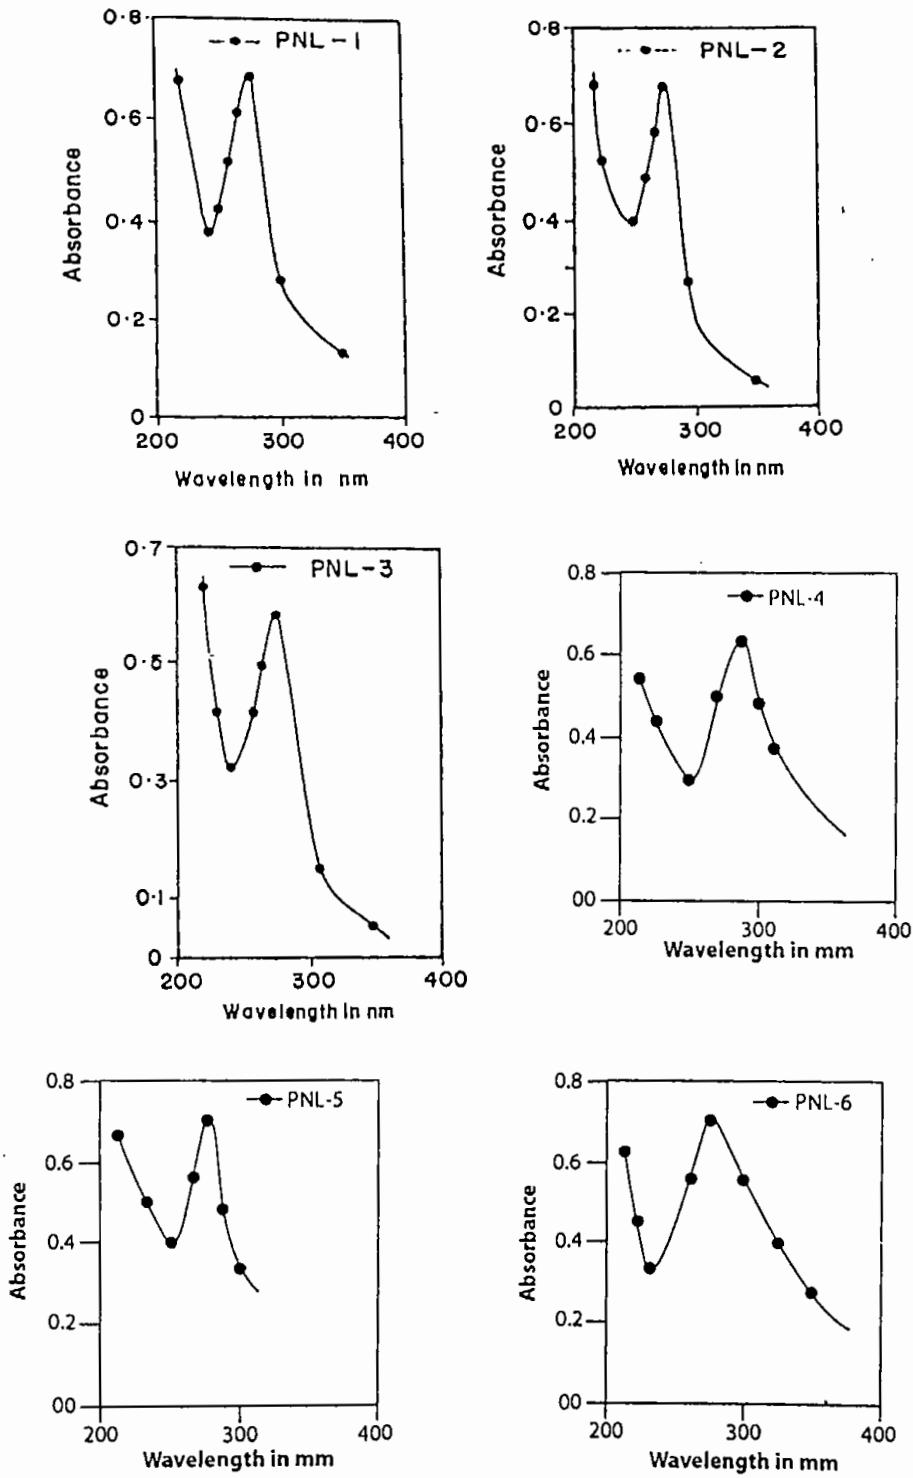 0·8
PNL-1
0·6
0·4
0·2
0
200 300 400
Absorbance
Wavelength in nm
0·8
PNL-2
0·6
0·4
0·2
0
200 300 400
Absorbance
Wavelength in nm
0·7
PNL-3
0·5
0·3
0·1
0
200 300 400
Absorbance
Wavelength in nm
0.8
PNL-4
0.6
0.4
0.2
00
200 300 400
Absorbance
Wavelength in mm
0.8
PNL-5
0.6
0.4
0.2
00
200 300 400
Absorbance
Wavelength in mm
0.8
PNL-6
0.6
0.4
0.2
00
200 300 400
Absorbance
Wavelength in mm